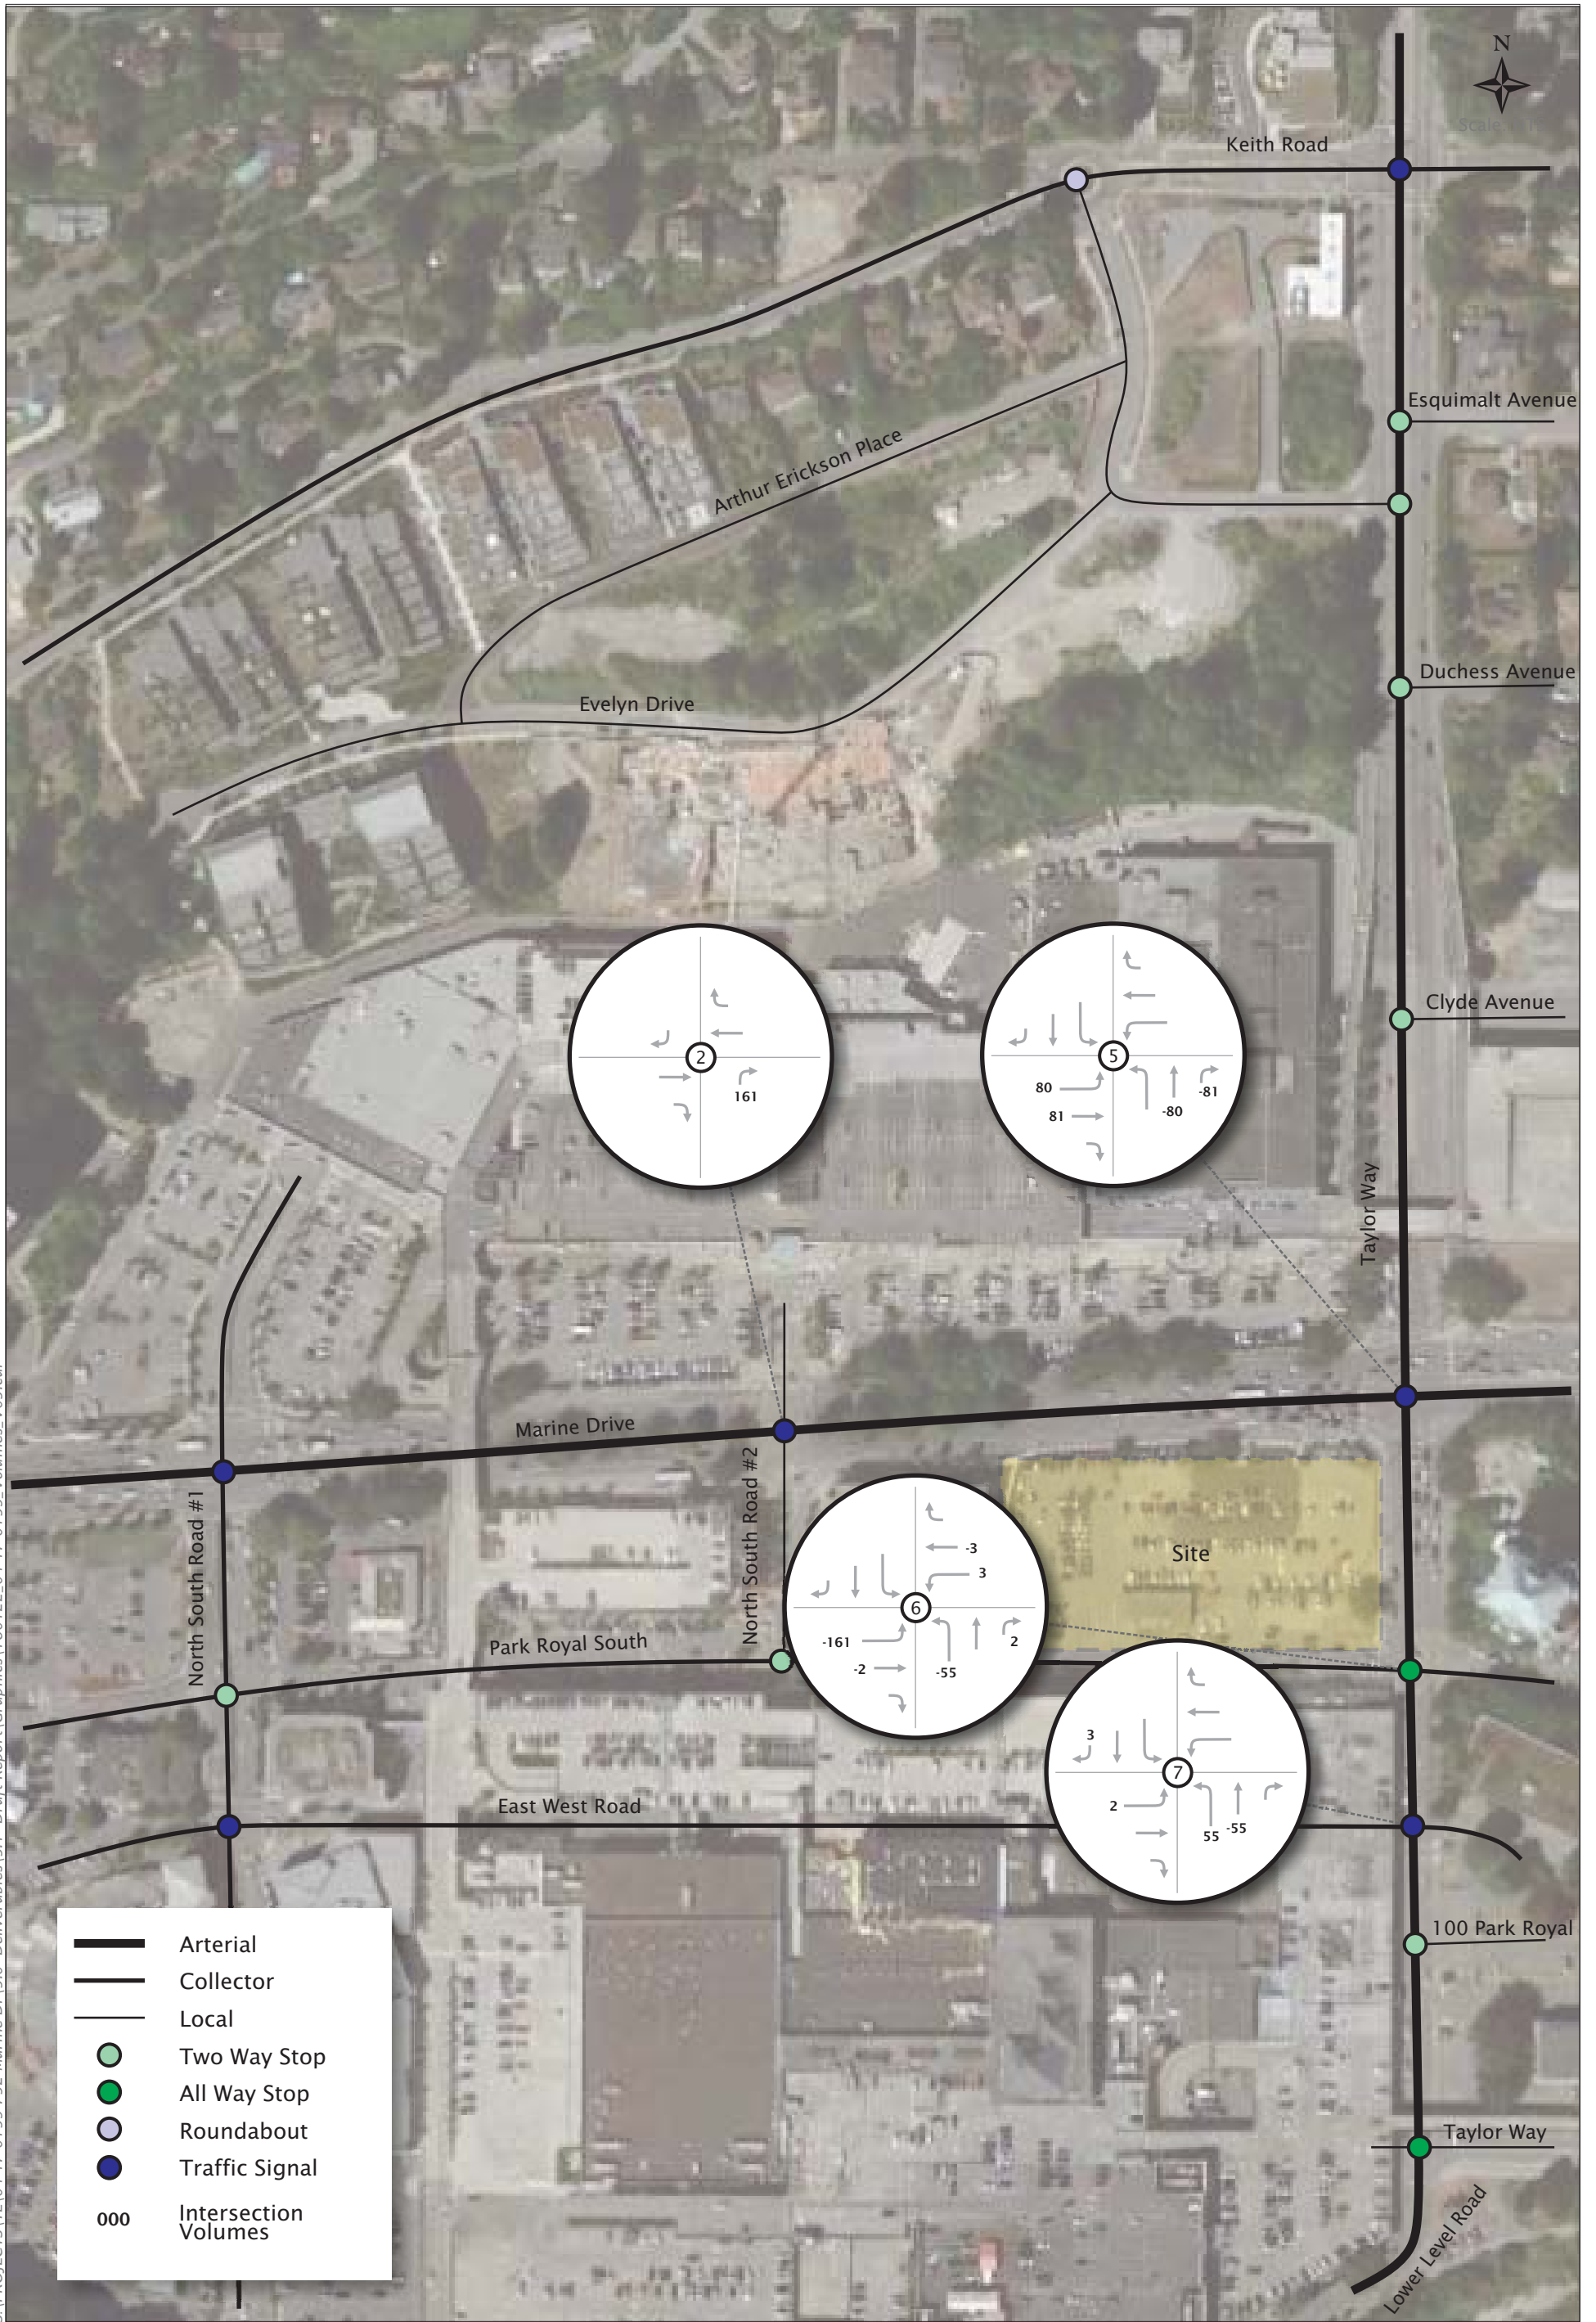 N
Keith Road
Esquimalt Avenue
Arthur Erickson Place
Duchess Avenue
Evelyn Drive
Clyde Avenue
2
161
5
80
81
-80
-81
Taylor Way
Marine Drive
North South Road #1
North South Road #2
Site
6
-3
3
-161
-2
-55
2
Park Royal South
7
3
2
55
-55
East West Road
100 Park Royal
Taylor Way
Lower Level Road
Arterial
Collector
Local
Two Way Stop
All Way Stop
Roundabout
Traffic Signal
000
Intersection
Volumes